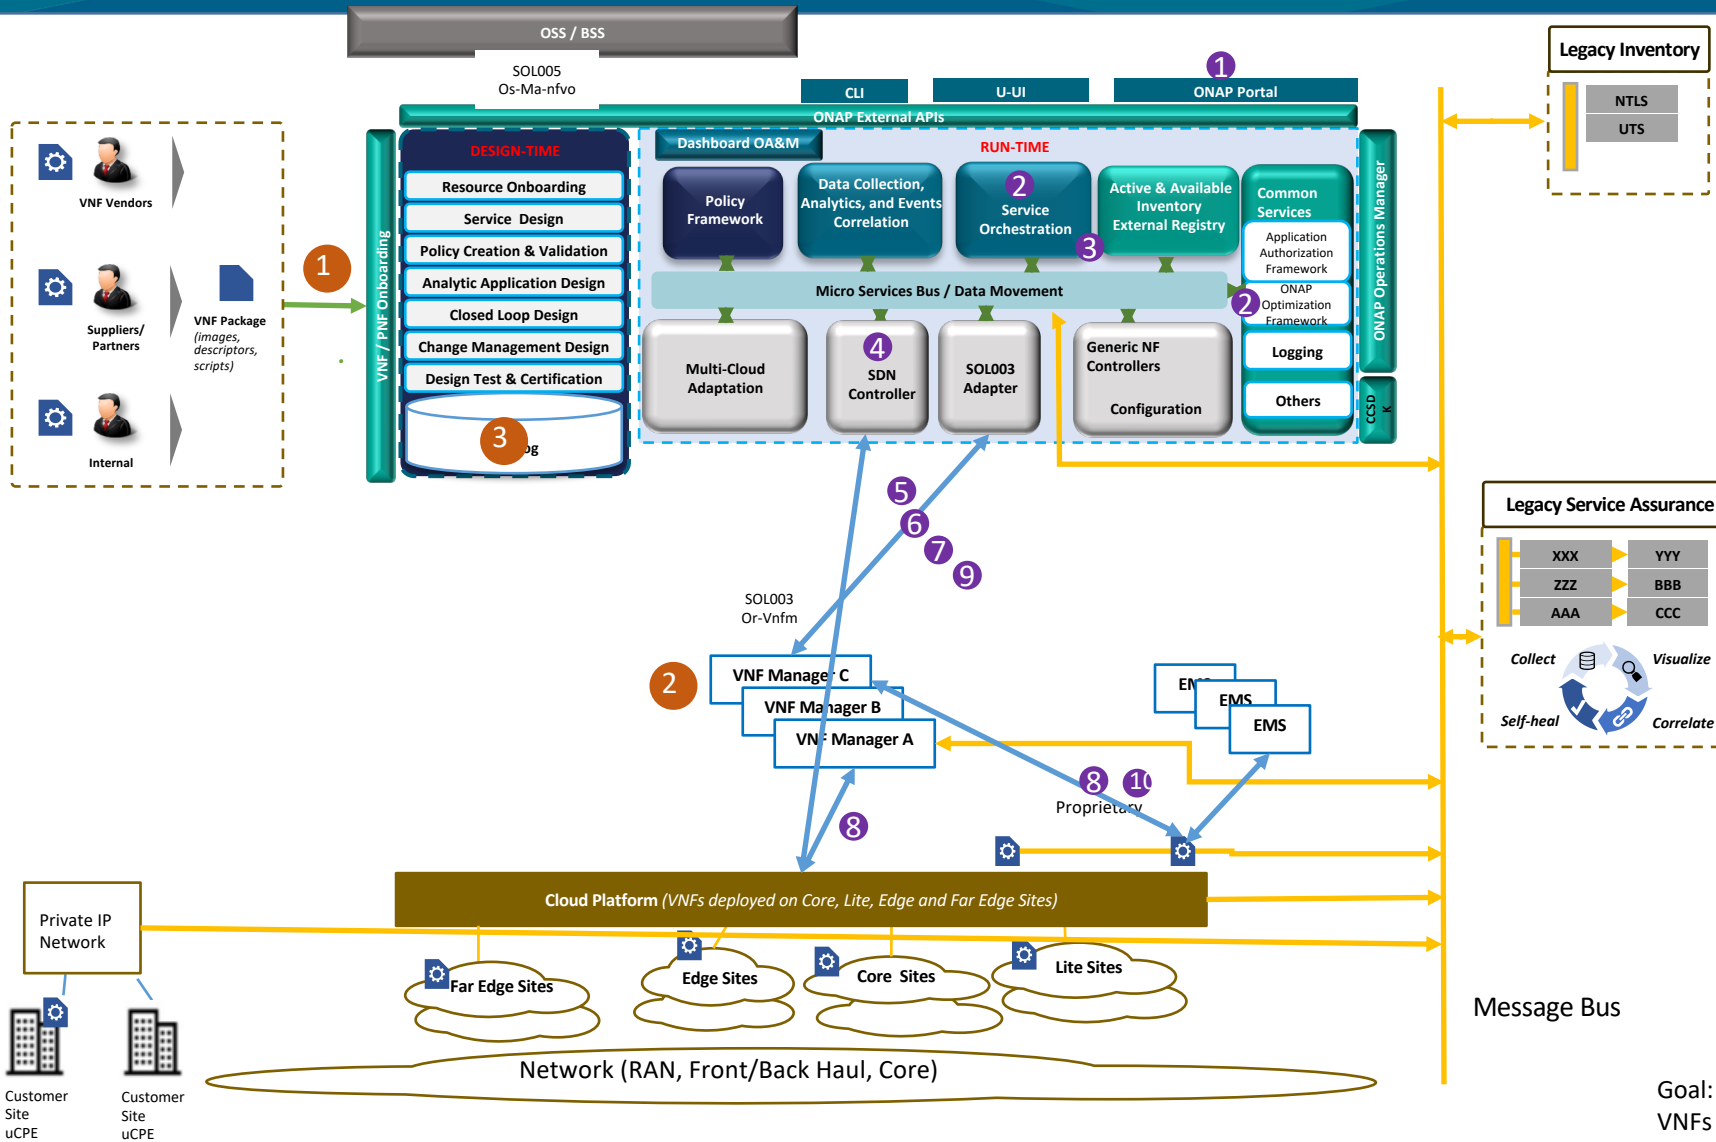 OSS / BSS
SOL005
Os-Ma-nfvo
CLI
U-UI
1
ONAP Portal
ONAP External APIs
Legacy Inventory
NTLS
UTS
VNF Vendors
Suppliers/
Partners
Internal
VNF Package
(images,
descriptors,
scripts)
1
VNF / PNF Onboarding
DESIGN-TIME
Resource Onboarding
Service Design
Policy Creation & Validation
Analytic Application Design
Closed Loop Design
Change Management Design
Design Test & Certification
3
og
Dashboard OA&M
RUN-TIME
Policy
Framework
Data Collection,
Analytics, and Events
Correlation
2
Service
Orchestration
3
Active & Available
Inventory
External Registry
Common
Services
Application
Authorization
Framework
2
ONAP
Optimization
Framework
Logging
Others
Micro Services Bus / Data Movement
Multi-Cloud
Adaptation
4
SDN
Controller
SOL003
Adapter
Generic NF
Controllers
Configuration
ONAP Operations Manager
CCSD
K
5
6
7
9
SOL003
Or-Vnfm
2
VNF Manager C
VNF Manager B
VNF Manager A
8
8
10
Proprietary
EMS
EMS
EMS
Legacy Service Assurance
XXX
YYY
ZZZ
BBB
AAA
CCC
Collect
Visualize
Self-heal
Correlate
Cloud Platform (VNFs deployed on Core, Lite, Edge and Far Edge Sites)
Private IP
Network
Far Edge Sites
Edge Sites
Core Sites
Lite Sites
Network (RAN, Front/Back Haul, Core)
Customer
Site
uCPE
Customer
Site
uCPE
Message Bus
Goal:
VNFs